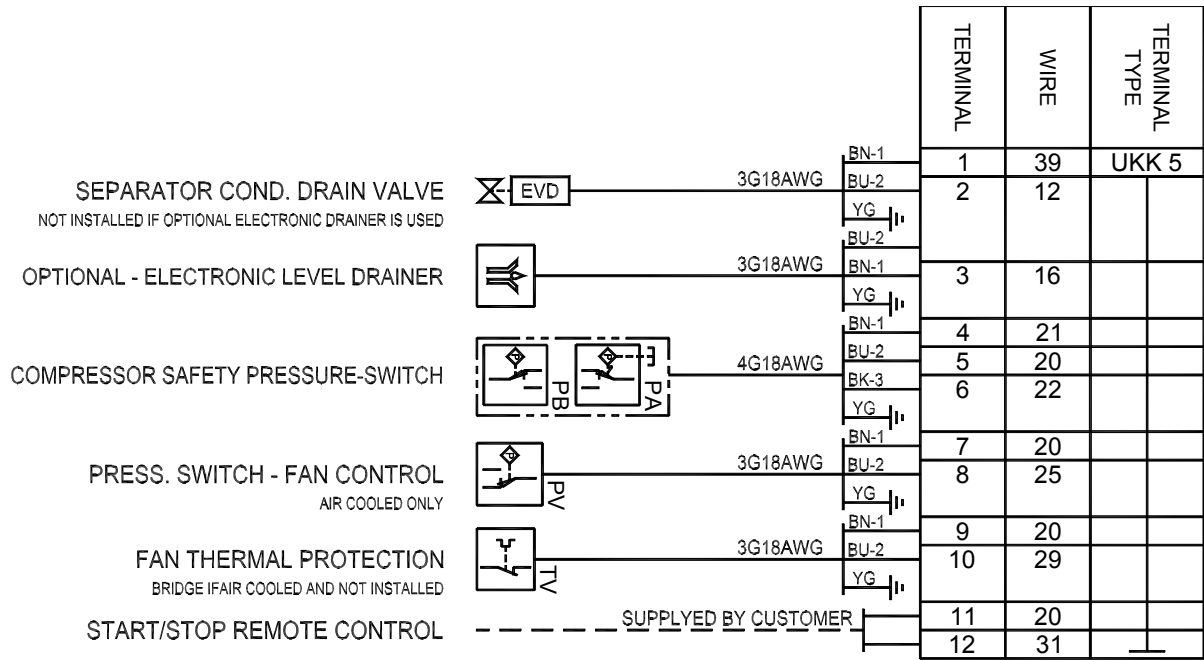 TERMINAL
WIRE
TERMINAL
TYPE
BN-1
1 39 UKK 5
SEPARATOR COND. DRAIN VALVE
EVD
3G18AWG
BU-2
2 12
NOT INSTALLED IF OPTIONAL ELECTRONIC DRAINER IS USED
YG
BU-2
OPTIONAL - ELECTRONIC LEVEL DRAINER
3G18AWG
BN-1
3 16
YG
BN-1
4 21
COMPRESSOR SAFETY PRESSURE-SWITCH
PB
PA
4G18AWG
BU-2
5 20
BK-3
6 22
YG
BN-1
7 20
PRESS. SWITCH - FAN CONTROL
PV
3G18AWG
BU-2
8 25
AIR COOLED ONLY
YG
BN-1
9 20
FAN THERMAL PROTECTION
TV
3G18AWG
BU-2
10 29
BRIDGE IFAIR COOLED AND NOT INSTALLED
YG
START/STOP REMOTE CONTROL
SUPPLYED BY CUSTOMER
11 20
12 31